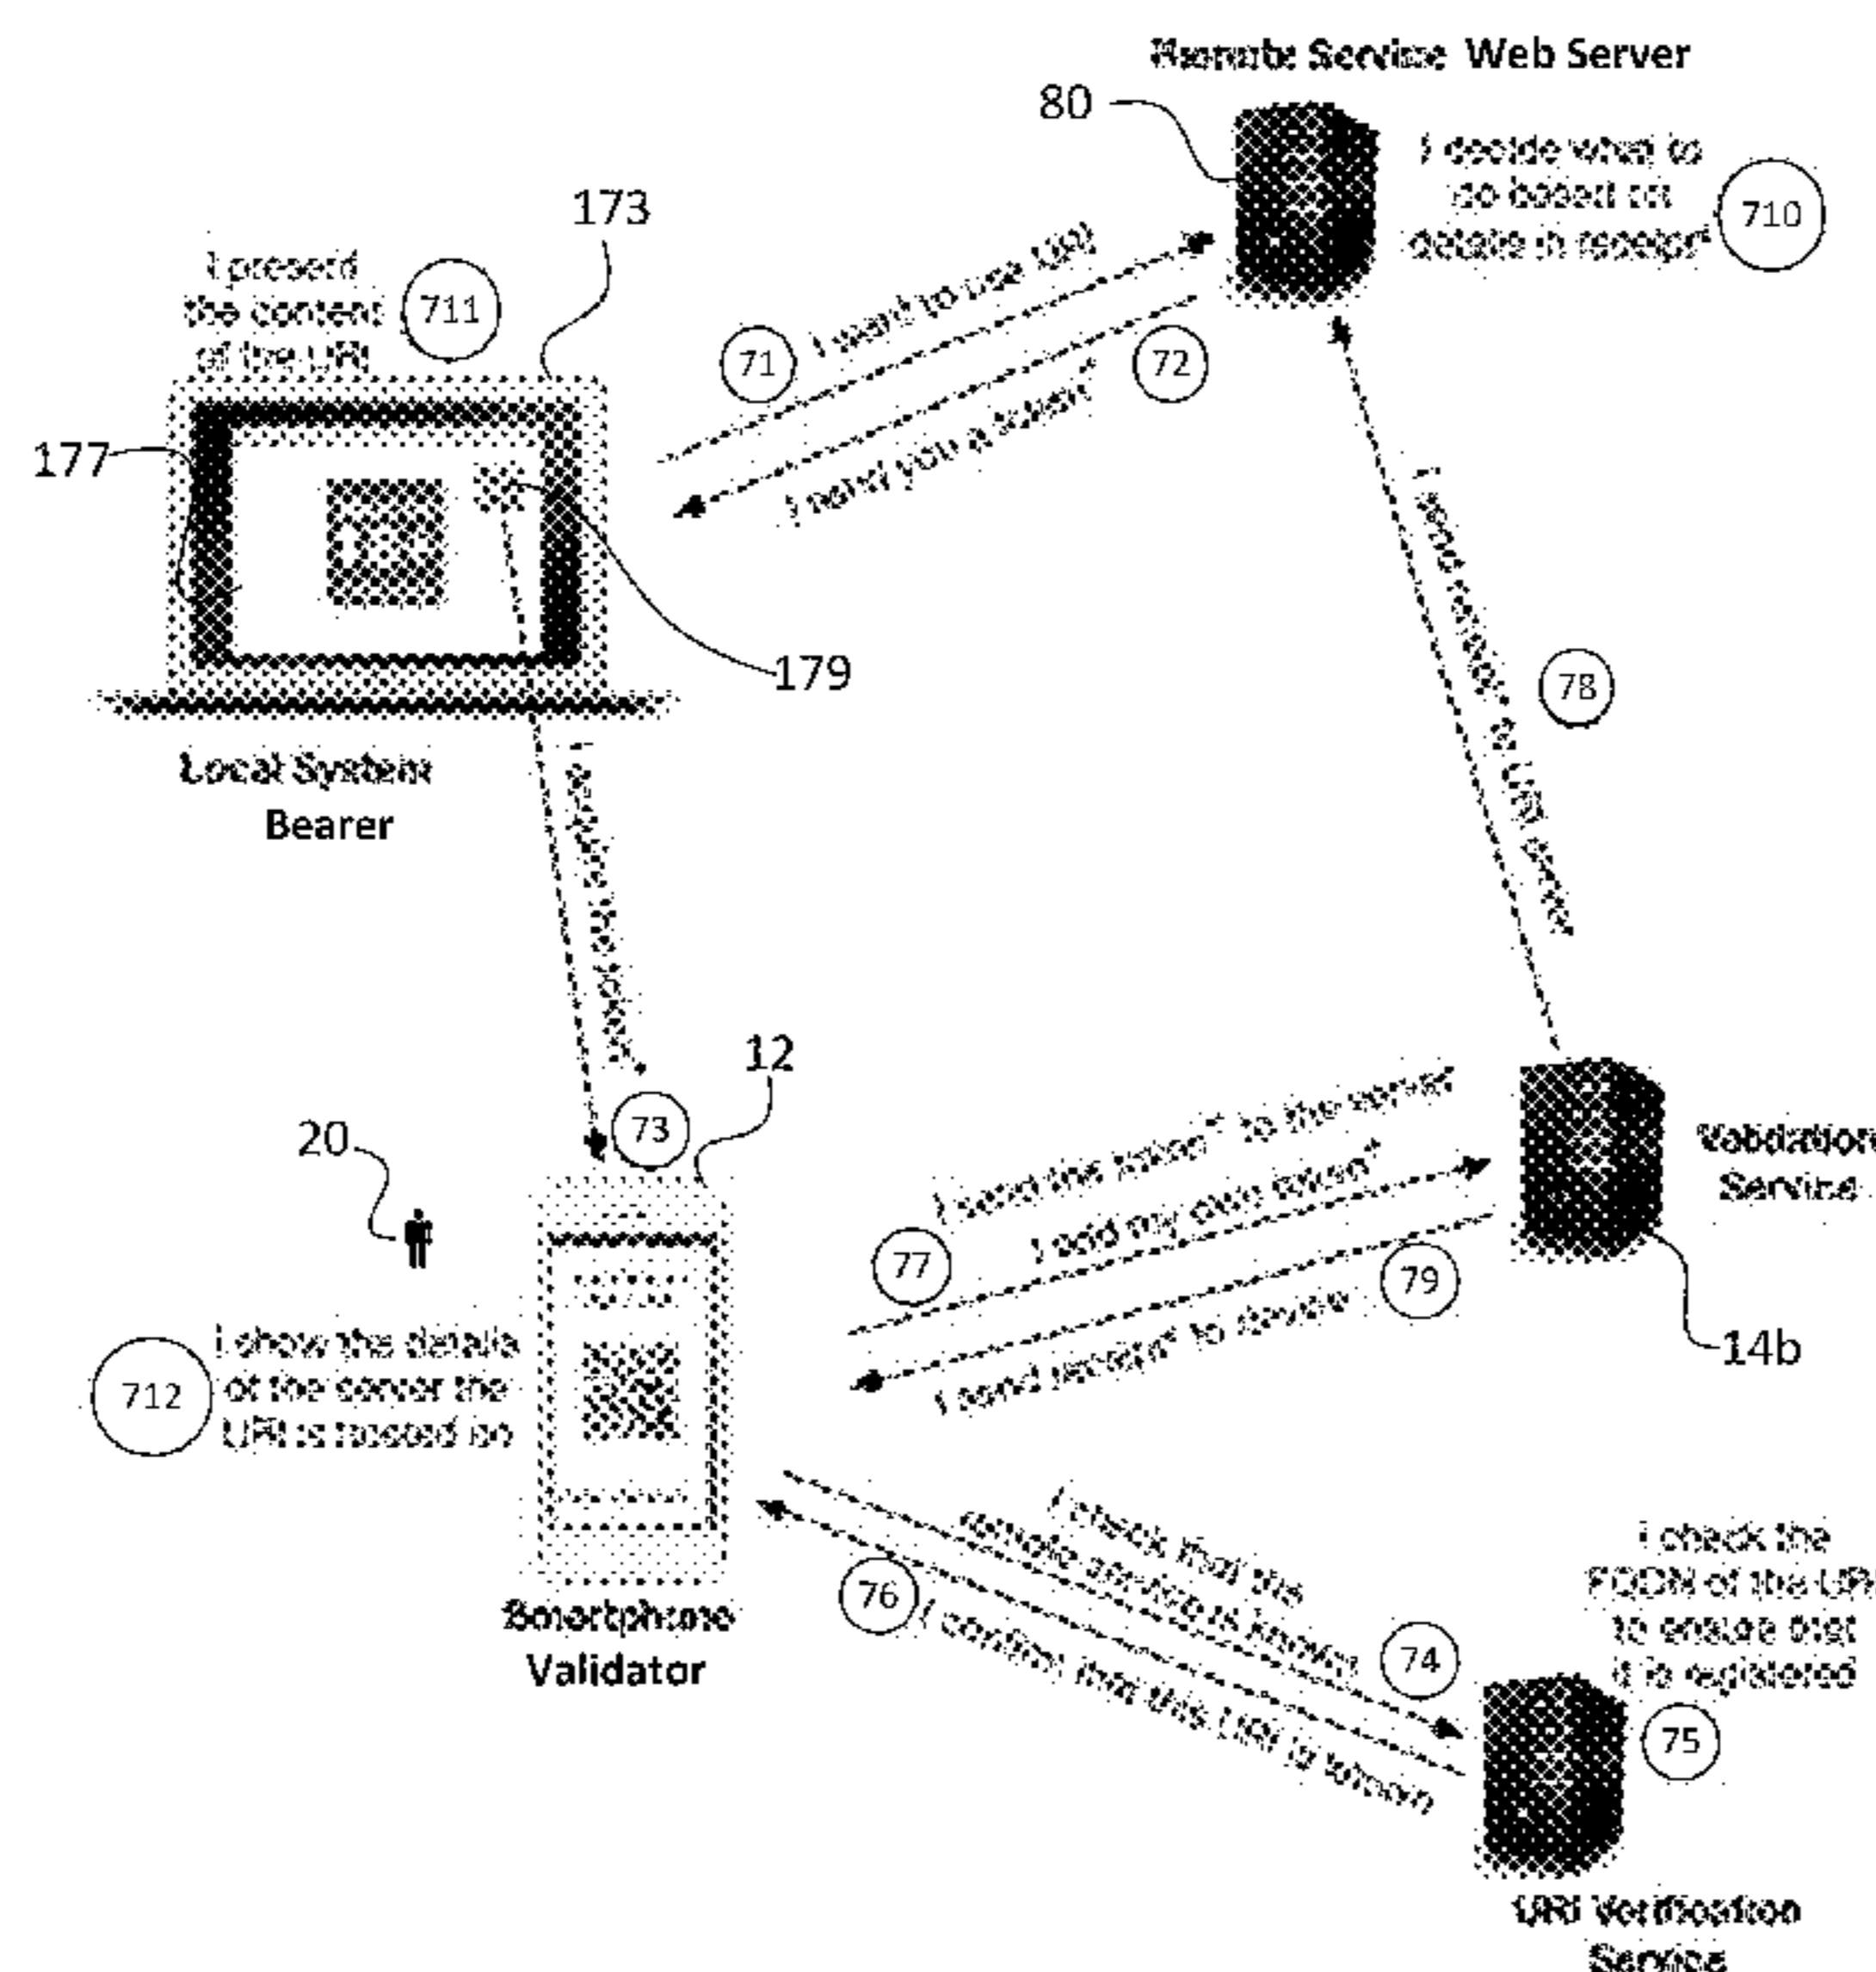 Remote Service Web Server
80
I decide what to
do based on
details in receipt*
710
173
I present
the content
of the URI
711
71
I want to use URI
72
I send you a token*
177
179
Local System
Bearer
I send receipt* to URI owner
78
12
73
20
I send the token* to the server
I add my own token*
77
79
I send receipt* to device
Validation
Service
14b
I show the details
of the server the
URI is hosted on
712
Smartphone
Validator
I check that the
remote service is known
76
74
I confirm that this URI is known
I check the
FQDN of the URI
to ensure that
it is registered
75
URI Verification
Service